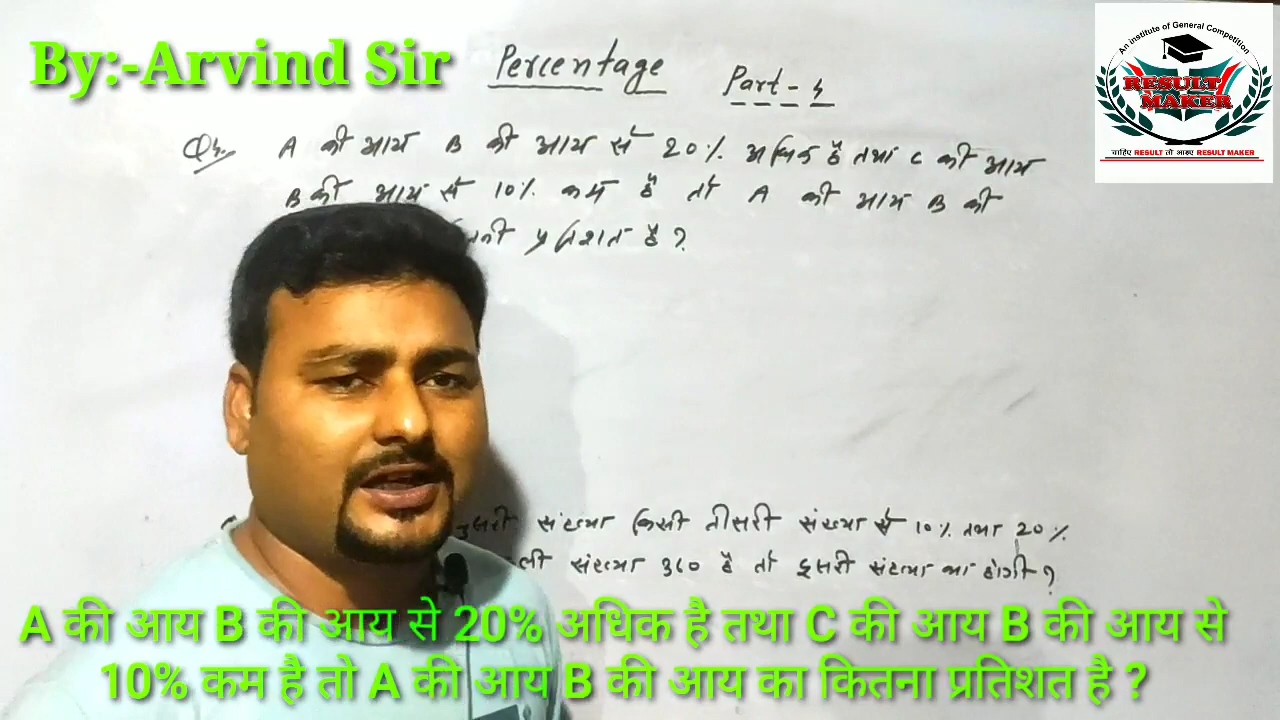 By:-Arvind Sir
Percentage
Part - 4
An Institute of General Competition
RESULT
MAKER
चाहिए RESULT तो आइए RESULT MAKER
Q4. A की आय B की आय से 20% अधिक है तथा C की आय
B की आय से 10% कम है तो A की आय B की
प्रतिशत है ?
दुसरी संख्या किसी तीसरी संख्या से 10% तथा 20%
संख्या 360 है तो दूसरी संख्या क्या होगी ?
A की आय B की आय से 20% अधिक है तथा C की आय B की आय से
10% कम है तो A की आय B की आय का कितना प्रतिशत है ?